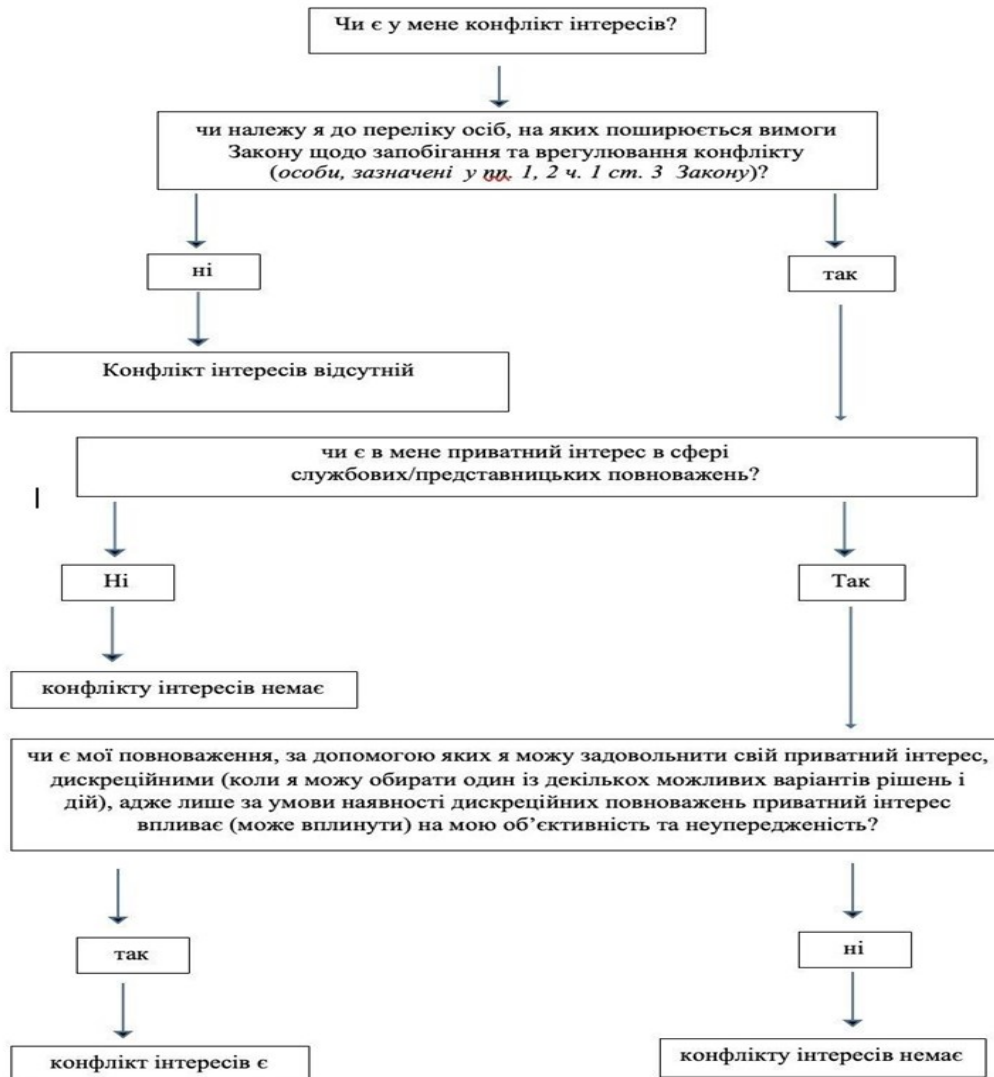 Чи є у мене конфлікт інтересів?
чи належу я до переліку осіб, на яких поширюється вимоги
Закону щодо запобігання та врегулювання конфлікту
(особи, зазначені у пп. 1, 2 ч. 1 ст. 3 Закону)?
ні
так
Конфлікт інтересів відсутній
чи є в мене приватний інтерес в сфері
службових/представницьких повноважень?
Ні
Так
конфлікту інтересів немає
чи є мої повноваження, за допомогою яких я можу задовольнити свій приватний інтерес,
дискреційними (коли я можу обирати один із декількох можливих варіантів рішень і
дій), адже лише за умови наявності дискреційних повноважень приватний інтерес
впливає (може вплинути) на мою об’єктивність та неупередженість?
так
ні
конфлікт інтересів є
конфлікту інтересів немає